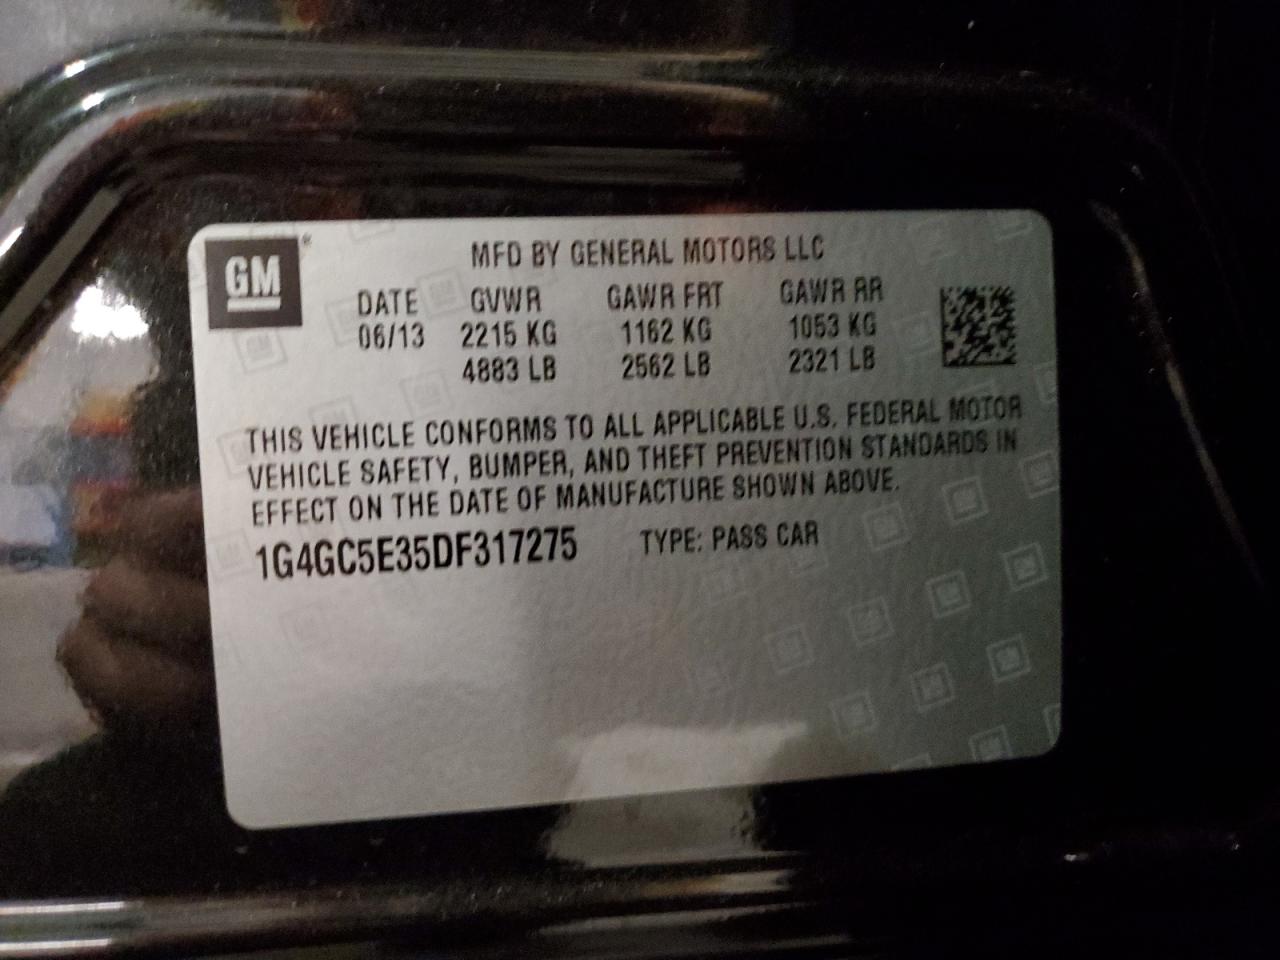 GM®
MFD BY GENERAL MOTORS LLC
DATE GVWR GAWR FRT GAWR RR
06/13 2215 KG 1162 KG 1053 KG
4883 LB 2562 LB 2321 LB
THIS VEHICLE CONFORMS TO ALL APPLICABLE U.S. FEDERAL MOTOR
VEHICLE SAFETY, BUMPER, AND THEFT PREVENTION STANDARDS IN
EFFECT ON THE DATE OF MANUFACTURE SHOWN ABOVE.
1G4GC5E35DF317275 TYPE: PASS CAR